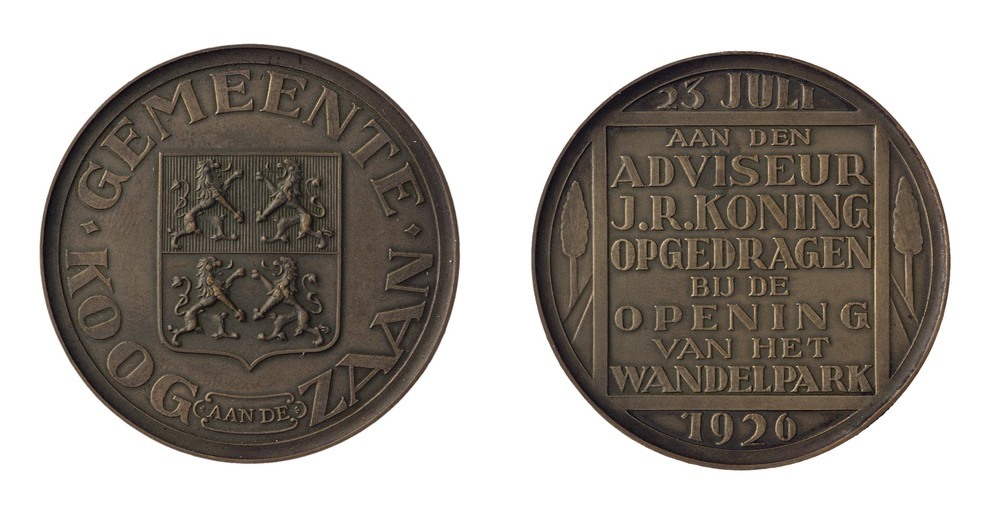 GEMEENTE
KOOG AAN DE ZAAN
23 JULI
AAN DEN
ADVISEUR
J.R.KONING
OPGEDRAGEN
BIJ DE
OPENING
VAN HET
WANDELPARK
1926